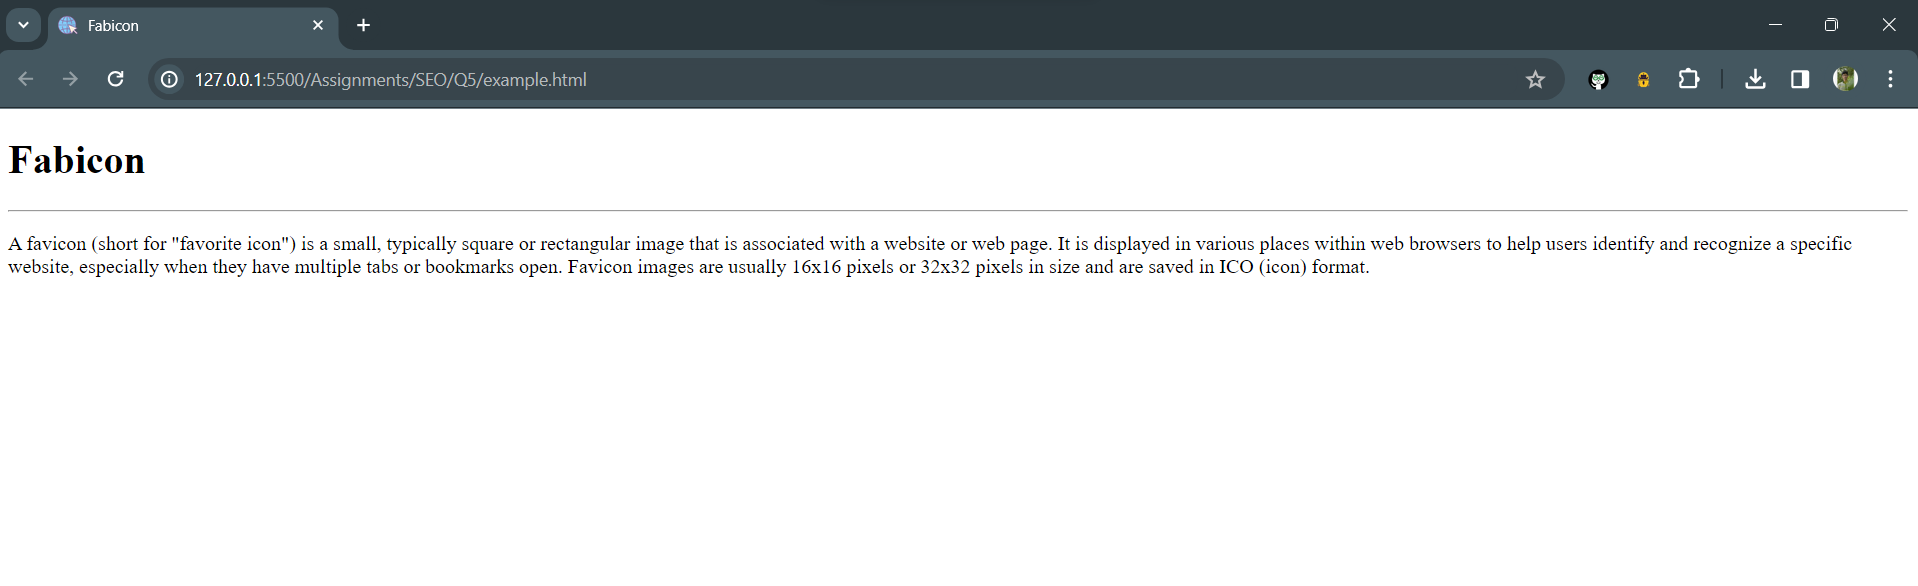 Fabicon
127.0.0.1:5500/Assignments/SEO/Q5/example.html
Fabicon
A favicon (short for "favorite icon") is a small, typically square or rectangular image that is associated with a website or web page. It is displayed in various places within web browsers to help users identify and recognize a specific
website, especially when they have multiple tabs or bookmarks open. Favicon images are usually 16x16 pixels or 32x32 pixels in size and are saved in ICO (icon) format.